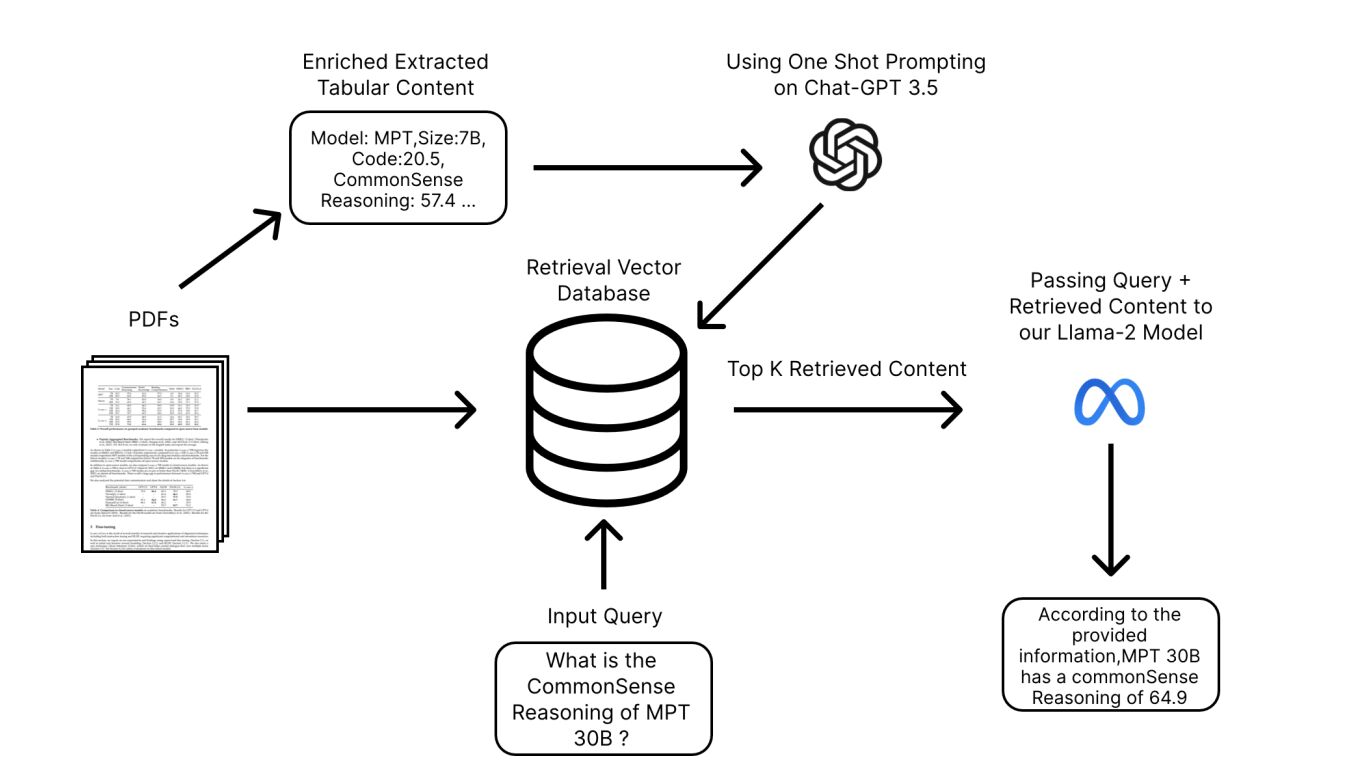 Enriched Extracted
Tabular Content
Model: MPT,Size:7B,
Code:20.5,
CommonSense
Reasoning: 57.4 ...
Using One Shot Prompting
on Chat-GPT 3.5
PDFs
Retrieval Vector
Database
Top K Retrieved Content
Passing Query +
Retrieved Content to
our Llama-2 Model
Input Query
What is the
CommonSense
Reasoning of MPT
30B ?
According to the
provided
information,MPT 30B
has a commonSense
Reasoning of 64.9